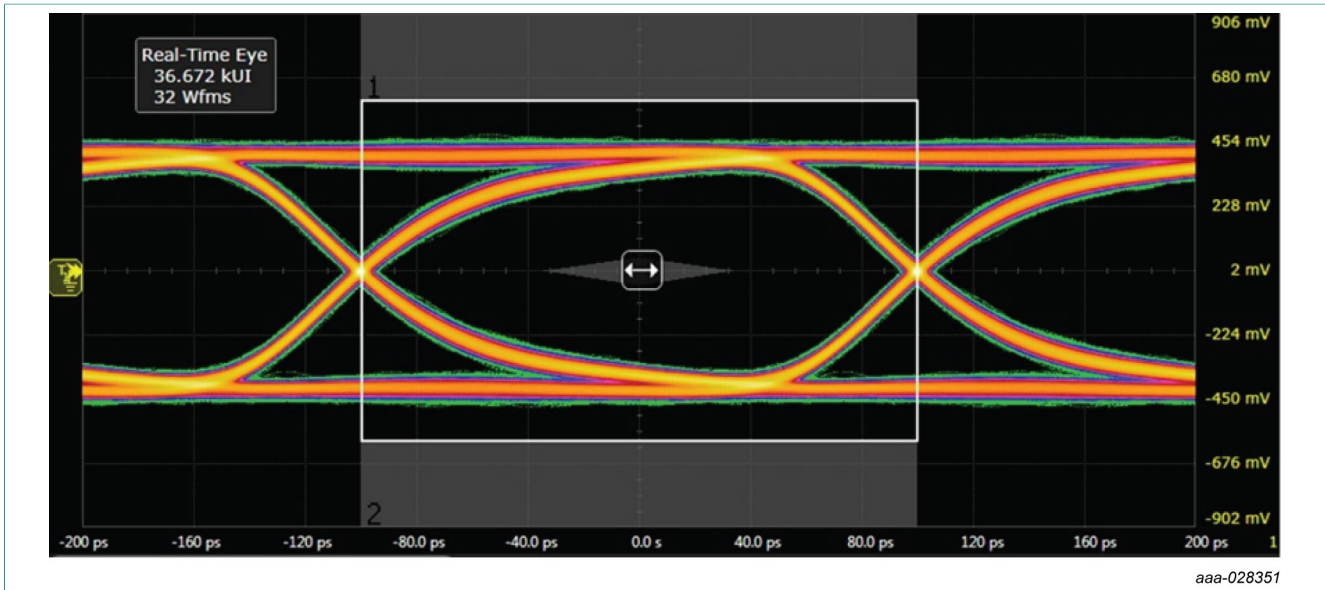 906 mV
Real-Time Eye
36.672 kUI
32 Wfms
680 mV
1
454 mV
228 mV
2 mV
-224 mV
-450 mV
-676 mV
2
-902 mV
-200 ps -160 ps -120 ps -80.0 ps -40.0 ps 0.0 s 40.0 ps 80.0 ps 120 ps 160 ps 200 ps 1
aaa-028351